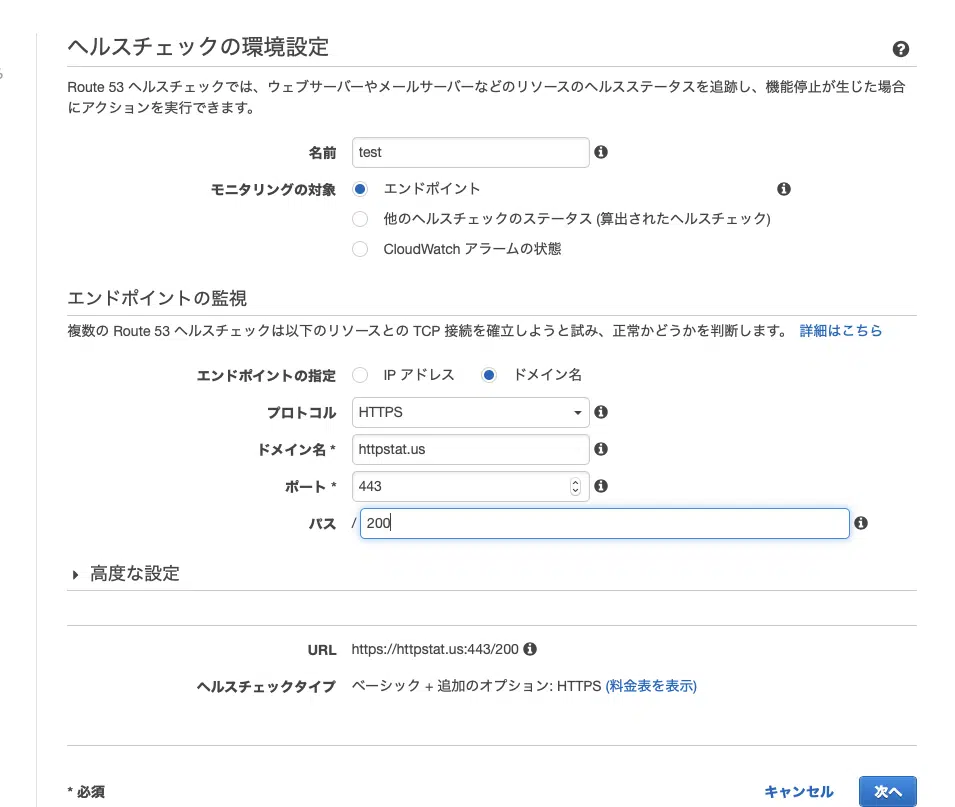 ヘルスチェックの環境設定
Route 53 ヘルスチェックでは、ウェブサーバーやメールサーバーなどのリソースのヘルスステータスを追跡し、機能停止が生じた場合
にアクションを実行できます。
名前 test
モニタリングの対象 エンドポイント
他のヘルスチェックのステータス (算出されたヘルスチェック)
CloudWatch アラームの状態
エンドポイントの監視
複数の Route 53 ヘルスチェックは以下のリソースとの TCP 接続を確立しようと試み、正常かどうかを判断します。 詳細はこちら
エンドポイントの指定 IP アドレス ドメイン名
プロトコル HTTPS
ドメイン名 * httpstat.us
ポート * 443
パス / 200
高度な設定
URL https://httpstat.us:443/200
ヘルスチェックタイプ ベーシック + 追加のオプション: HTTPS (料金表を表示)
* 必須 キャンセル 次へ